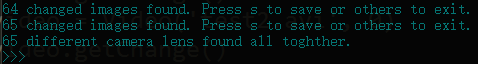 64 changed images found. Press s to save or others to exit.
65 changed images found. Press s to save or others to exit.
65 different camera lens found all toghther.
>>>